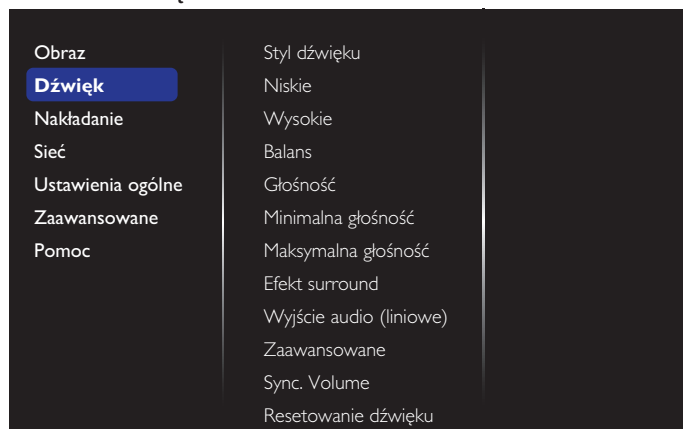 Obraz
Dźwięk
Nakładanie
Sieć
Ustawienia ogólne
Zaawansowane
Pomoc
Styl dźwięku
Niskie
Wysokie
Balans
Głośność
Minimalna głośność
Maksymalna głośność
Efekt surround
Wyjście audio (liniowe)
Zaawansowane
Sync. Volume
Resetowanie dźwięku